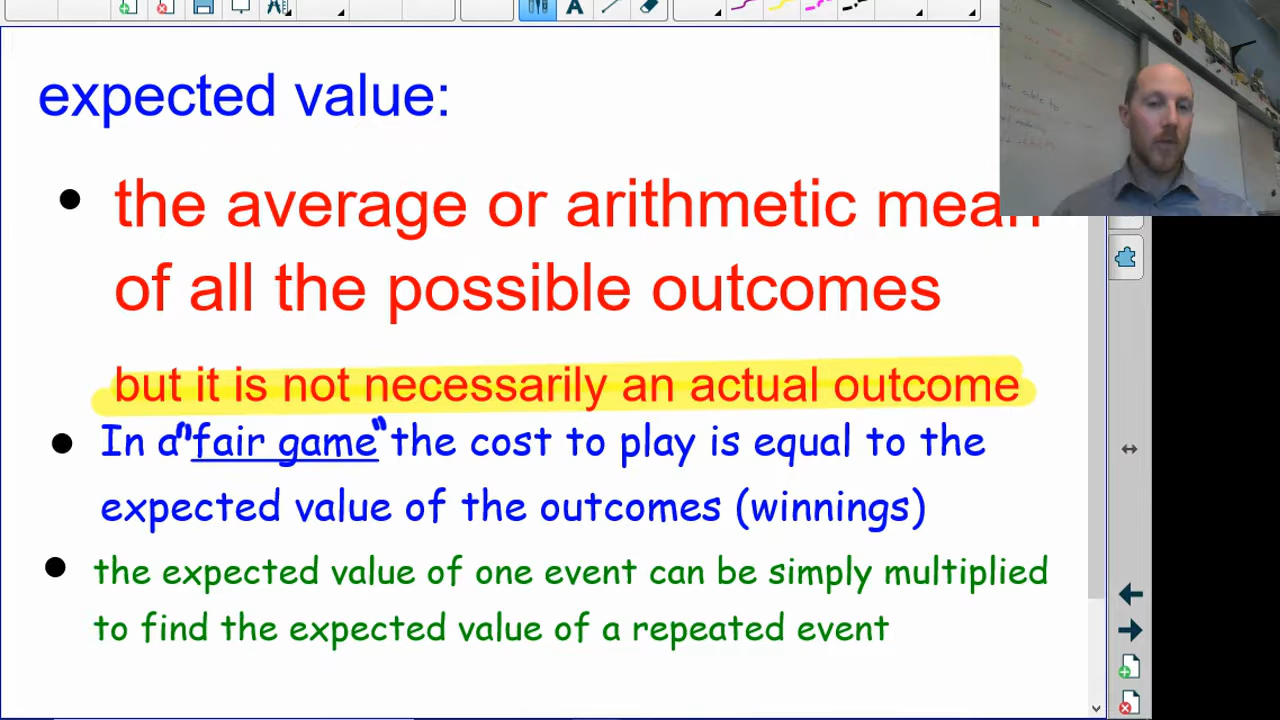 expected value:
• the average or arithmetic mean
of all the possible outcomes
but it is not necessarily an actual outcome
• In a "fair game" the cost to play is equal to the
expected value of the outcomes (winnings)
• the expected value of one event can be simply multiplied
to find the expected value of a repeated event